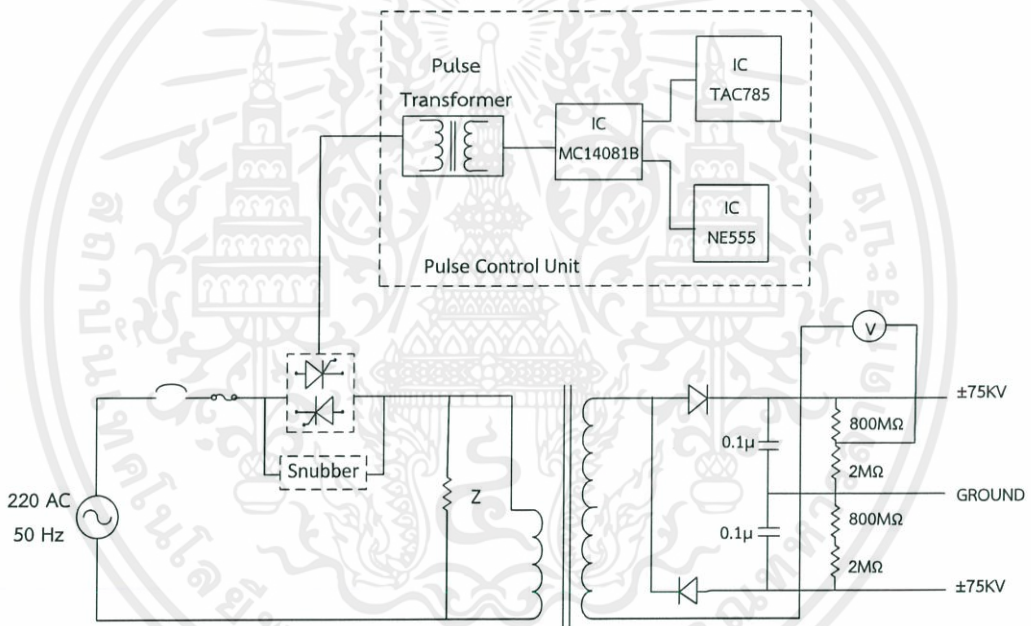 Pulse
Transformer
IC
TAC785
IC
MC14081B
IC
NE555
Pulse Control Unit
V
±75KV
800MΩ
0.1µ
2MΩ
Snubber
Z
GROUND
220 AC
50 Hz
800MΩ
0.1µ
2MΩ
±75KV